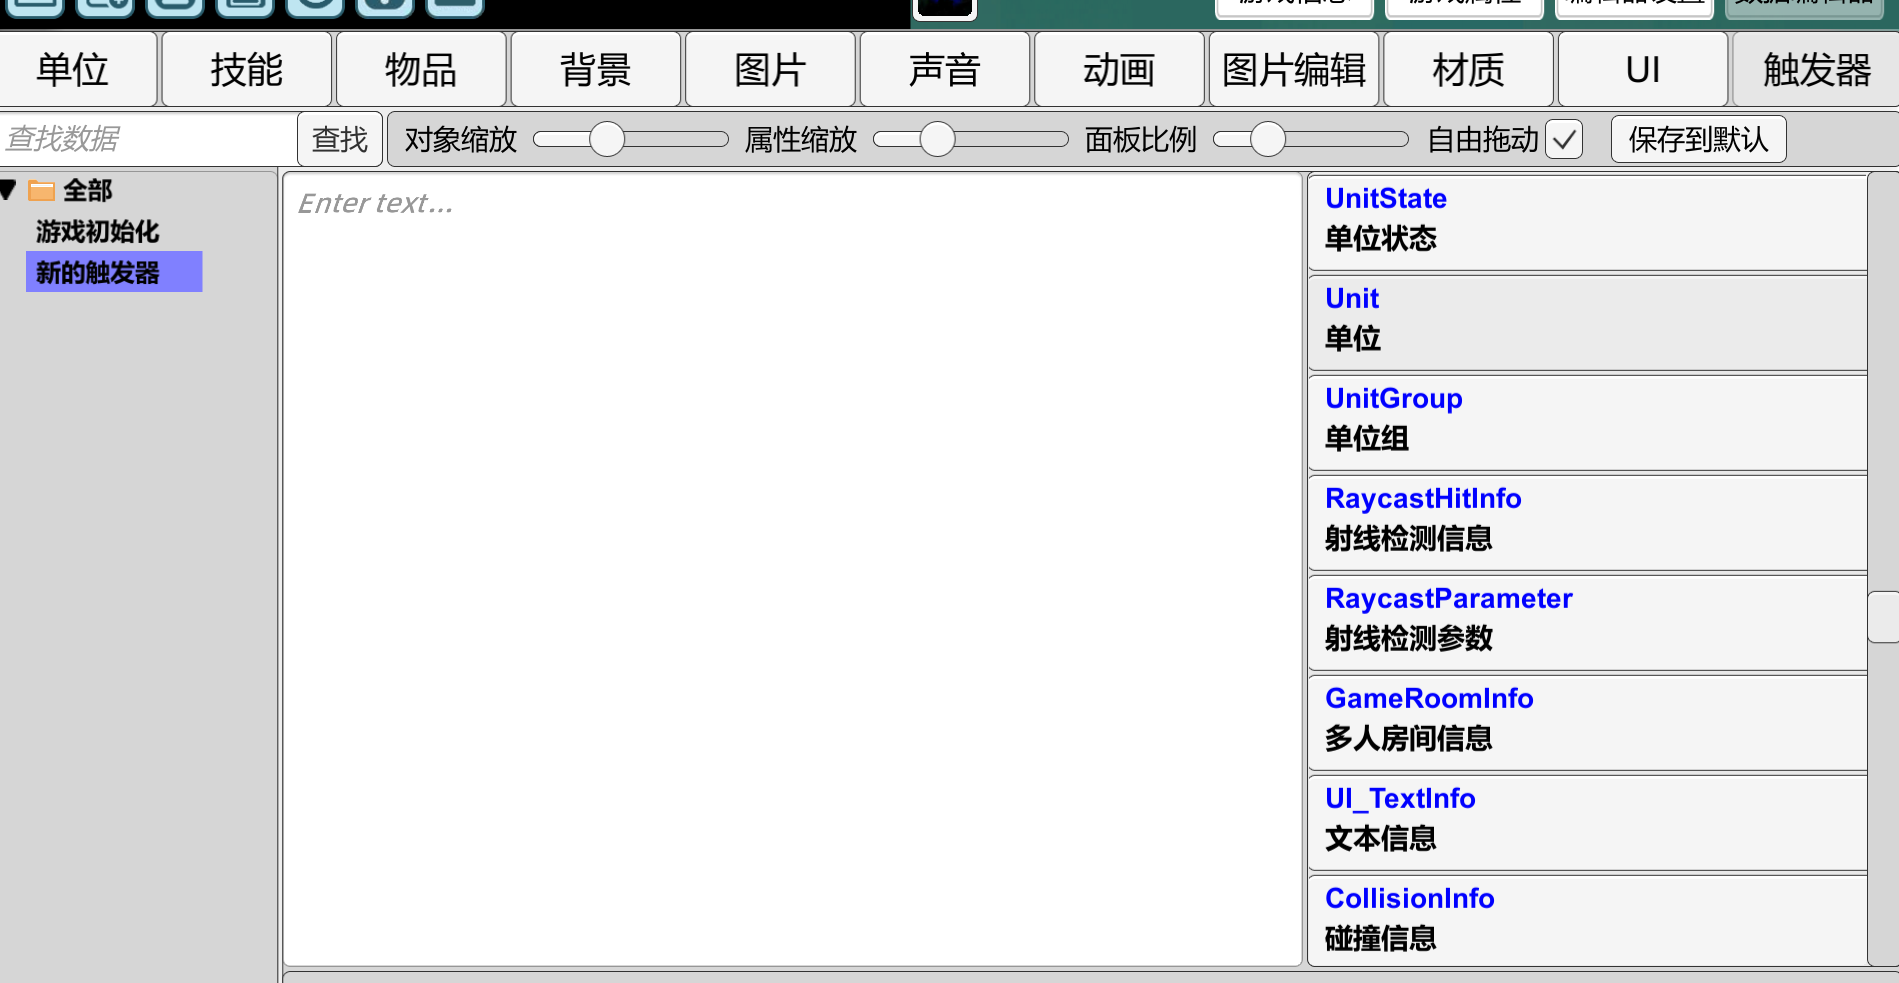 单位
技能
物品
背景
图片
声音
动画
图片编辑
材质
UI
触发器
查找数据
查找
对象缩放
属性缩放
面板比例
自由拖动
保存到默认
全部
游戏初始化
新的触发器
Enter text...
UnitState
单位状态
Unit
单位
UnitGroup
单位组
RaycastHitInfo
射线检测信息
RaycastParameter
射线检测参数
GameRoomInfo
多人房间信息
UI_TextInfo
文本信息
CollisionInfo
碰撞信息